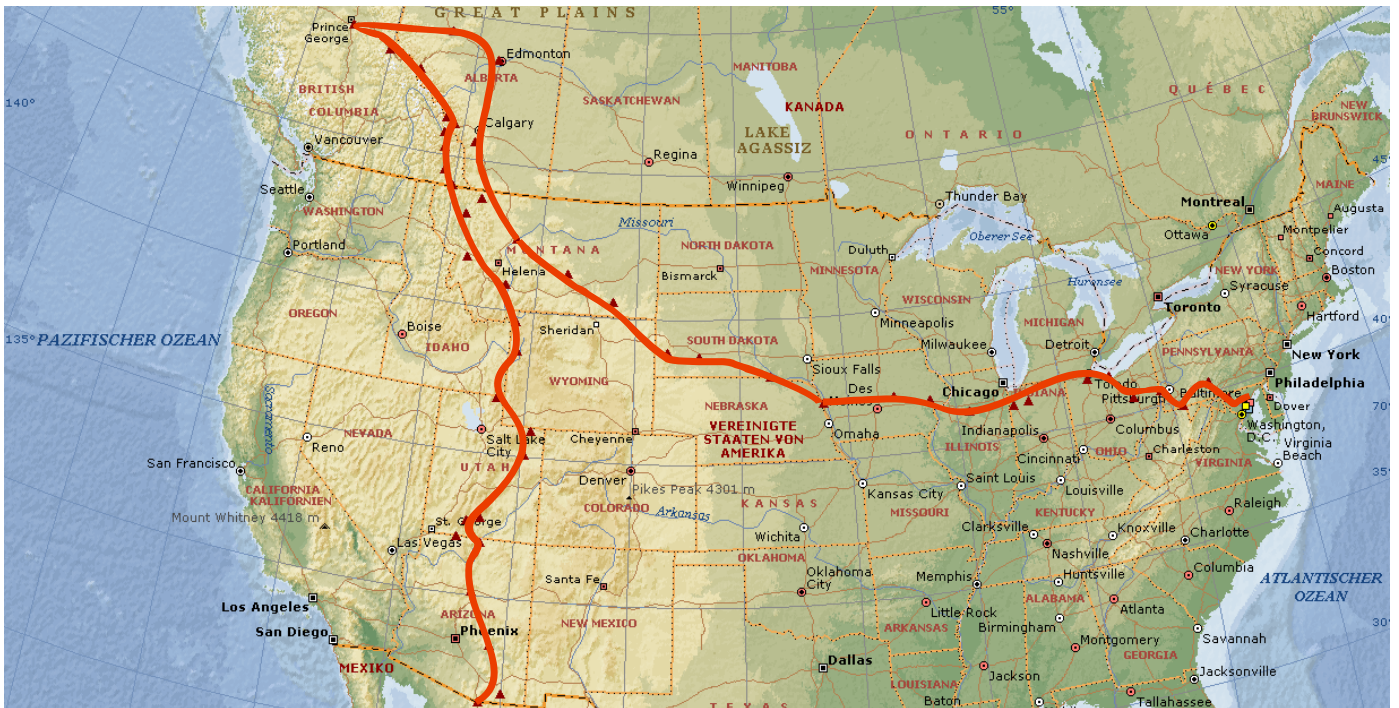 GREAT PLAINS
55°
Prince
George
Edmonton
ALBERTA
MANITOBA
BRITISH
COLUMBIA
SASKATCHEWAN
KANADA
QUÉBEC
NEW
BRUNSWICK
140°
Calgary
LAKE
AGASSIZ
ONTARIO
Vancouver
Regina
45°
Winnipeg
Seattle
Thunder Bay
MAINE
WASHINGTON
Montreal
Augusta
Missouri
Ottawa
Montpelier
Portland
MONTANA
NORTH DAKOTA
Duluth
Oberer See
Concord
Helena
Bismarck
MINNESOTA
NEW YORK
Boston
Huronsee
Syracuse
WISCONSIN
Toronto
Hartford
OREGON
Minneapolis
MICHIGAN
40°
135°
PAZIFISCHER OZEAN
Boise
Sheridan
IDAHO
SOUTH DAKOTA
Milwaukee
Detroit
PENNSYLVANIA
New York
Sioux Falls
WYOMING
Des
Chicago
INDIANA
Toledo
Philadelphia
Pittsburgh
Baltimore
Sacramento
NEBRASKA
Dover
70°
Washington,
D.C.
NEVADA
Reno
Salt Lake
City
Cheyenne
VEREINIGTE
STAATEN VON
AMERIKA
Omaha
Indianapolis
Columbus
ILLINOIS
OHIO
Virginia
Beach
San Francisco
UTAH
Denver
Cincinnati
Charleston
VIRGINIA
35°
CALIFORNIA
KALIFORNIEN
Pikes Peak 4301 m
Kansas City
Saint Louis
Louisville
COLORADO
KANSAS
Mount Whitney 4418 m
St. George
Arkansas
MISSOURI
KENTUCKY
Raleigh
Las Vegas
Wichita
Clarksville
Knoxville
Charlotte
OKLAHOMA
Nashville
Santa Fe
Oklahoma
City
Memphis
Huntsville
Columbia
ATLANTISCHER
OZEAN
Los Angeles
ARIZONA
NEW MEXICO
Little Rock
ALABAMA
Atlanta
San Diego
Phoenix
ARKANSAS
Birmingham
30°
Savannah
MEXIKO
Dallas
Montgomery
GEORGIA
Jackson
Jacksonville
LOUISIANA
TEXAS
Baton
Tallahassee